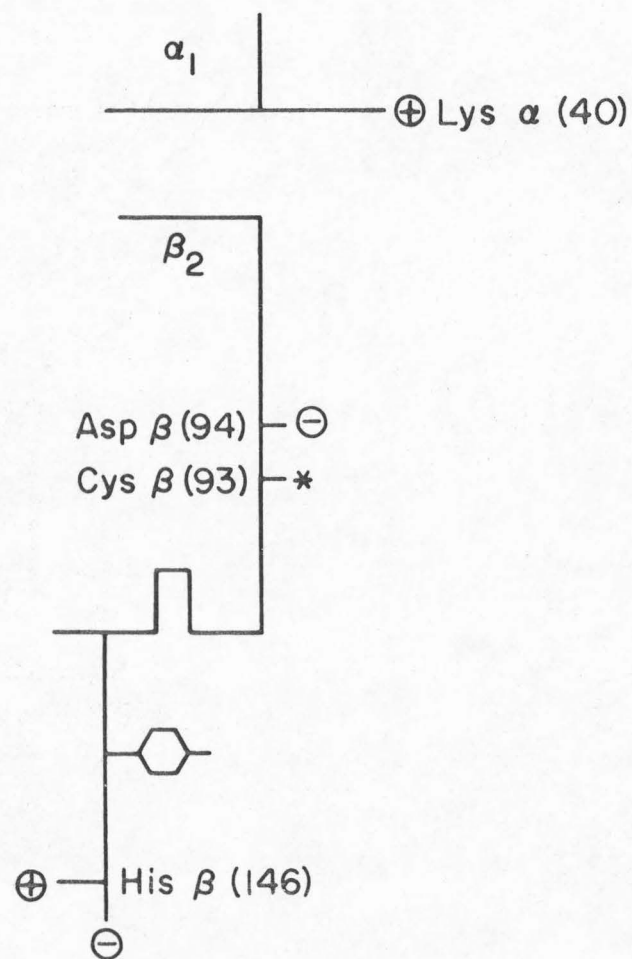 α₁
⊕ Lys α (40)
β₂
Asp β (94) ⊖
Cys β (93) *
⊕ His β (146)
⊖